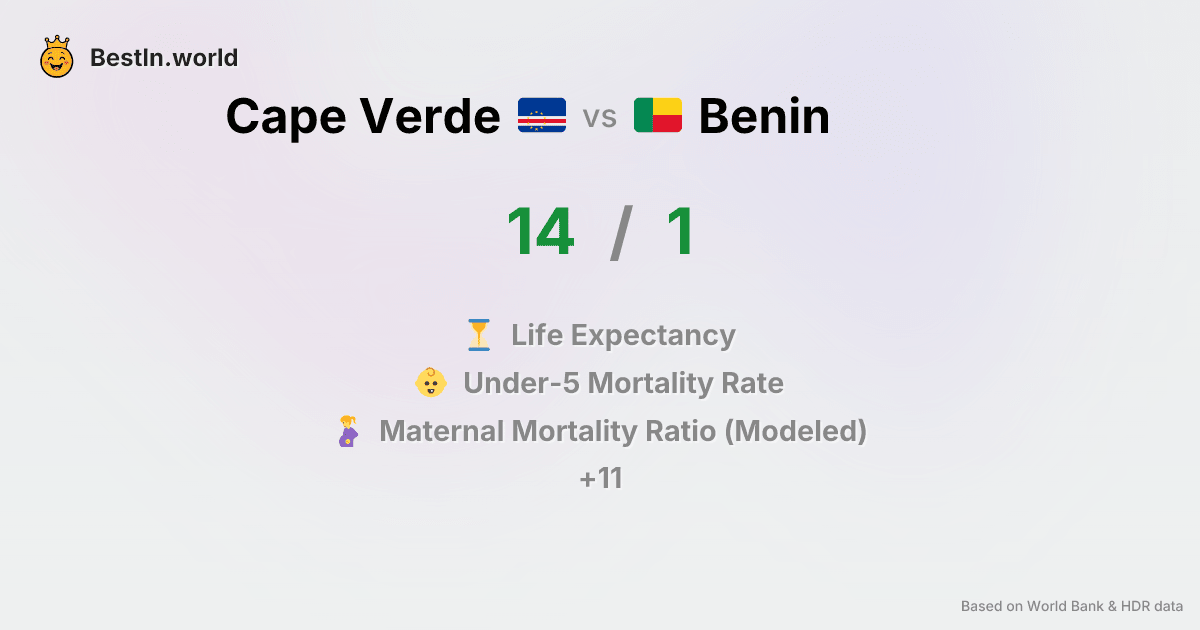 BestIn.world
Cape Verde vs Benin
14 / 1
Life Expectancy
Under-5 Mortality Rate
Maternal Mortality Ratio (Modeled)
+11
Based on World Bank & HDR data